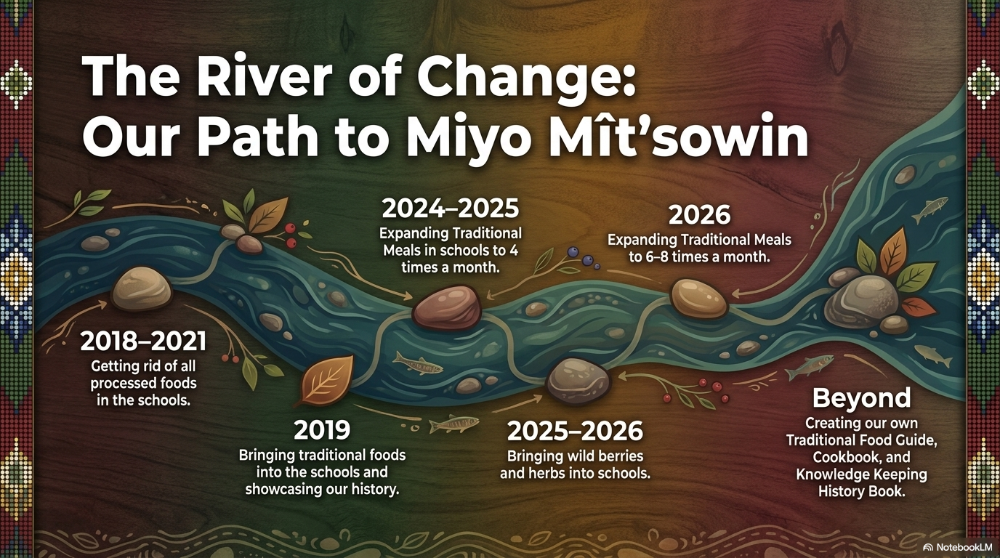 The River of Change:
Our Path to Miyo Mît’sowin
2018–2021
Getting rid of all
processed foods
in the schools.
2019
Bringing traditional foods
into the schools and
showcasing our history.
2024–2025
Expanding Traditional
Meals in schools to 4
times a month.
2025–2026
Bringing wild berries
and herbs into schools.
2026
Expanding Traditional Meals
to 6–8 times a month.
Beyond
Creating our own
Traditional Food Guide,
Cookbook, and
Knowledge Keeping
History Book.
NotebookLM